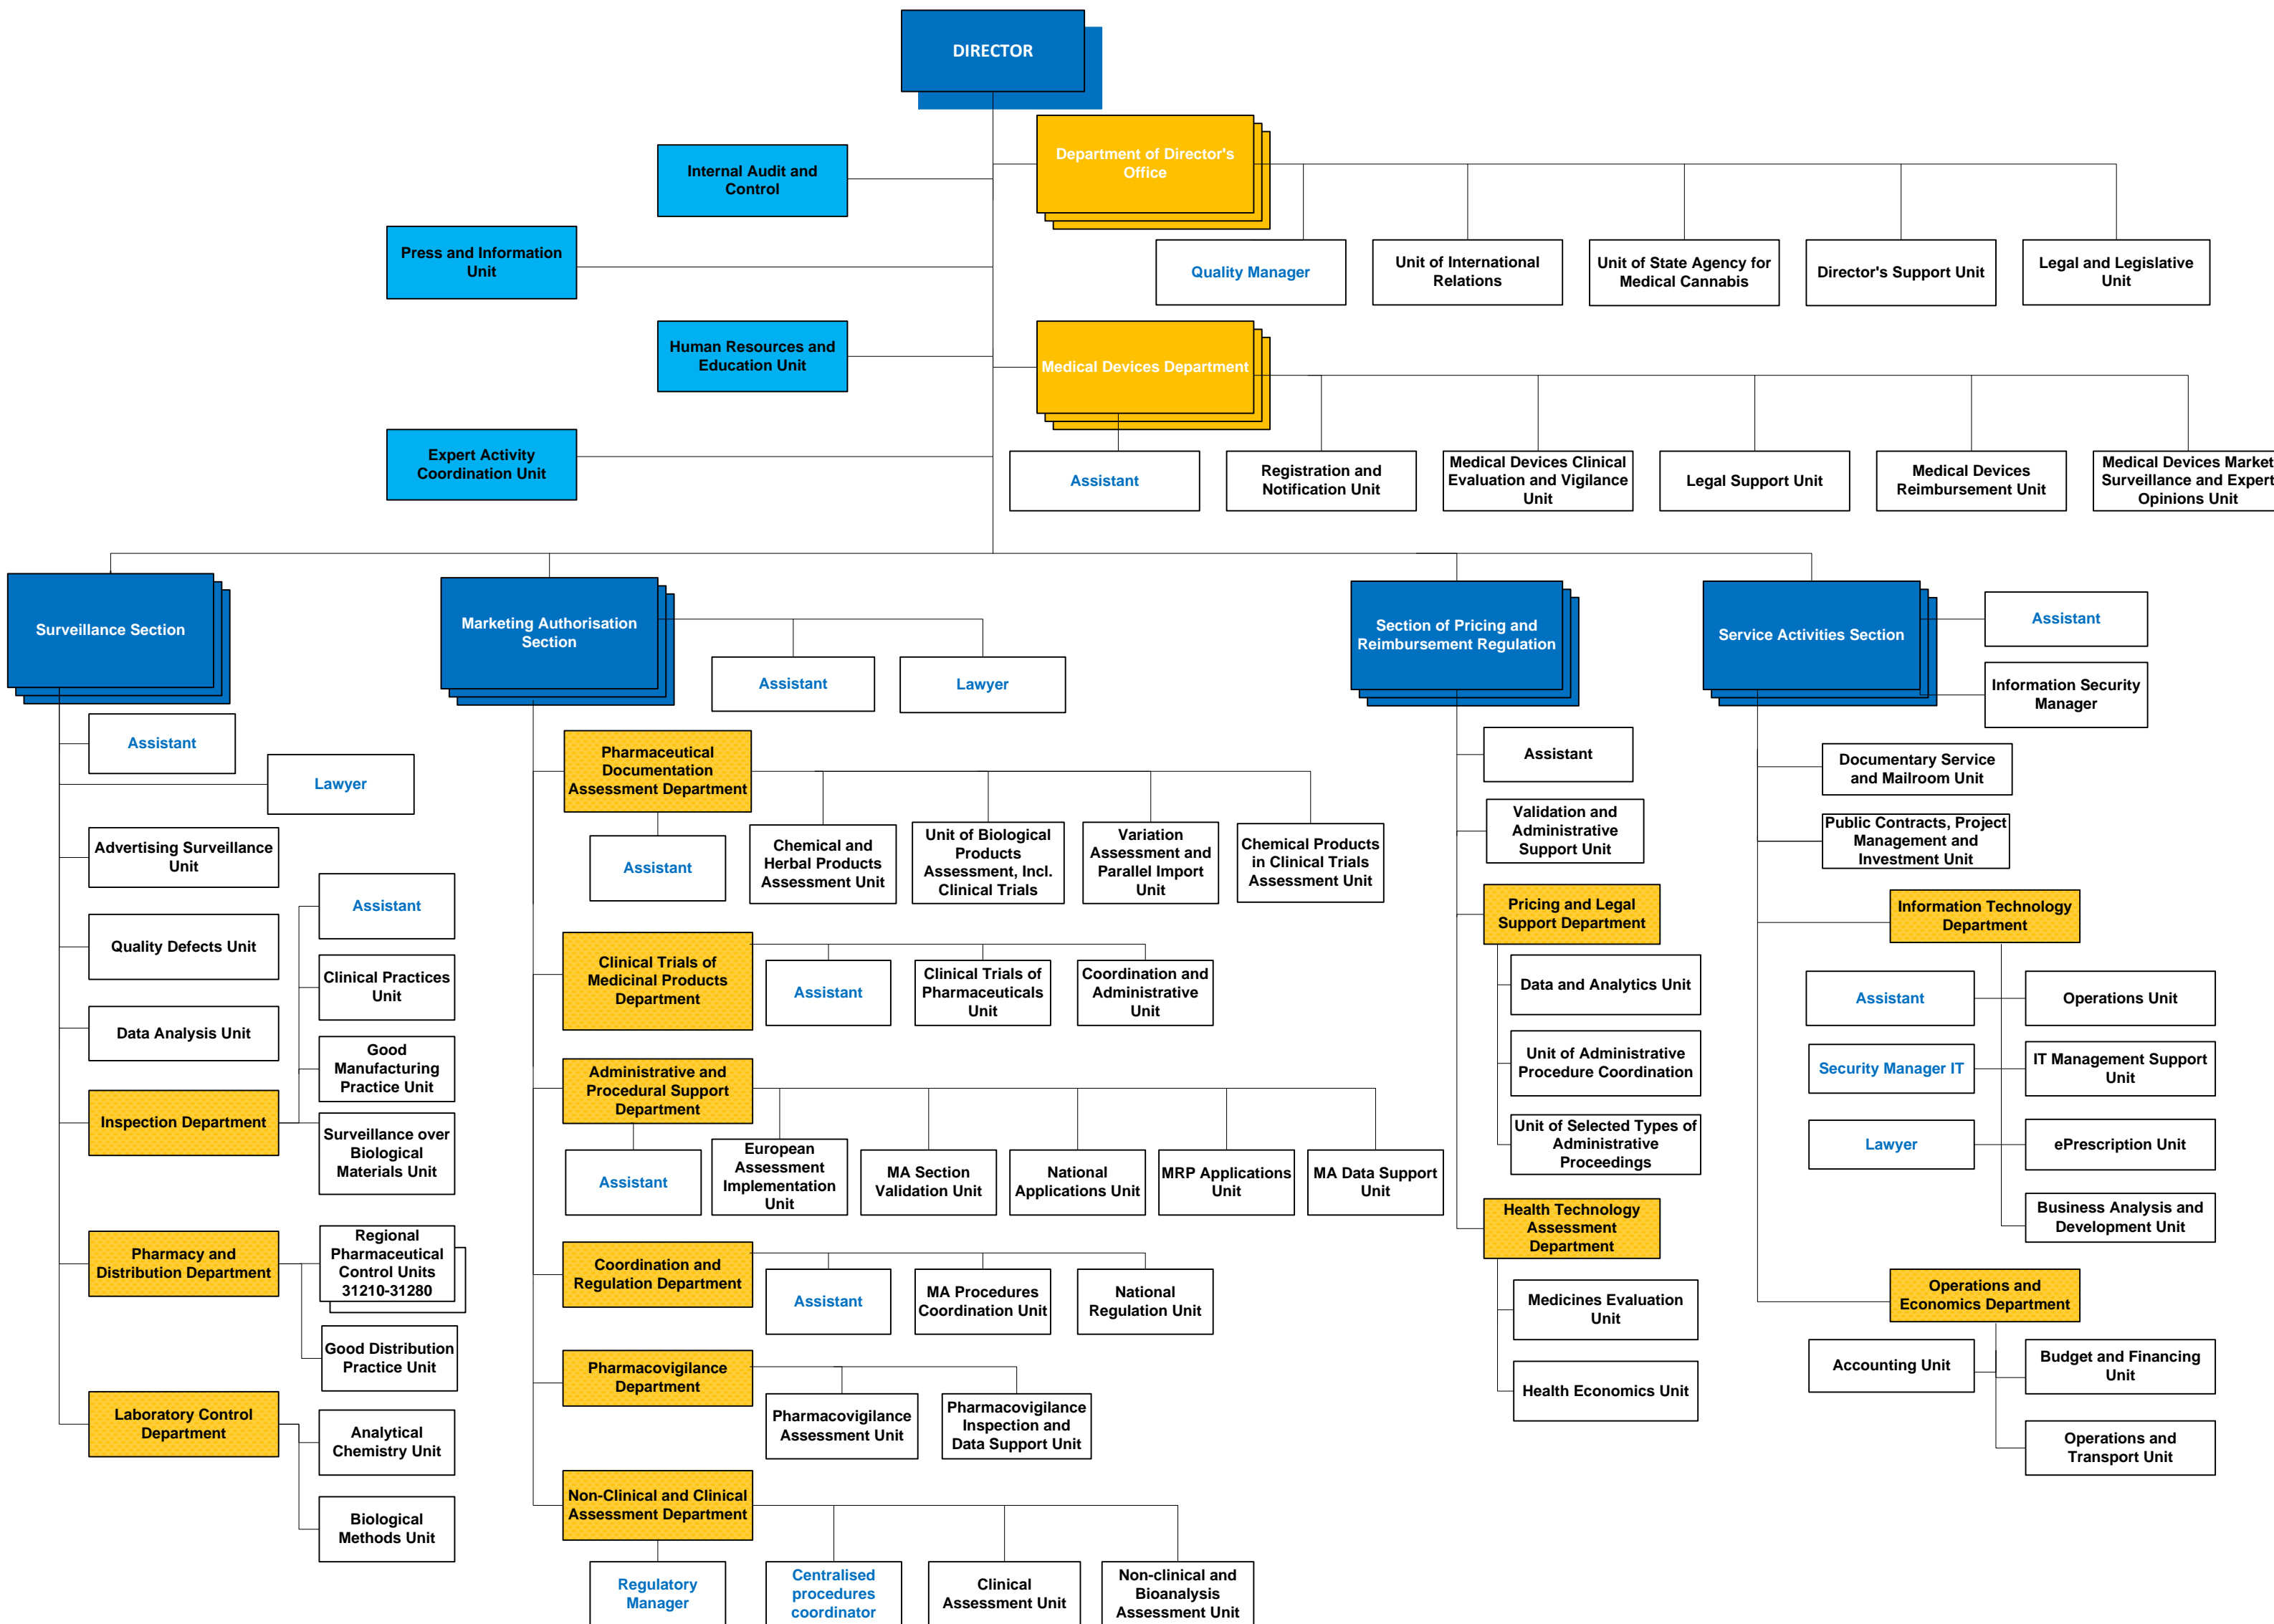 DIRECTOR
Department of Director's
Office
Internal Audit and
Control
Press and Information
Unit
Quality Manager
Unit of International
Relations
Unit of State Agency for
Medical Cannabis
Director's Support Unit
Legal and Legislative
Unit
Human Resources and
Education Unit
Medical Devices Department
Expert Activity
Coordination Unit
Assistant
Registration and
Notification Unit
Medical Devices Clinical
Evaluation and Vigilance
Unit
Legal Support Unit
Medical Devices
Reimbursement Unit
Medical Devices Market
Surveillance and Expert
Opinions Unit
Surveillance Section
Assistant
Lawyer
Advertising Surveillance
Unit
Quality Defects Unit
Data Analysis Unit
Inspection Department
Assistant
Clinical Practices
Unit
Good
Manufacturing
Practice Unit
Surveillance over
Biological
Materials Unit
Pharmacy and
Distribution Department
Regional
Pharmaceutical
Control Units
31210-31280
Good Distribution
Practice Unit
Laboratory Control
Department
Analytical
Chemistry Unit
Biological
Methods Unit
Marketing Authorisation
Section
Assistant
Lawyer
Pharmaceutical
Documentation
Assessment Department
Assistant
Chemical and
Herbal Products
Assessment Unit
Unit of Biological
Products
Assessment, Incl.
Clinical Trials
Variation
Assessment and
Parallel Import
Unit
Chemical Products
in Clinical Trials
Assessment Unit
Clinical Trials of
Medicinal Products
Department
Assistant
Clinical Trials of
Pharmaceuticals
Unit
Coordination and
Administrative
Unit
Administrative and
Procedural Support
Department
Assistant
European
Assessment
Implementation
Unit
MA Section
Validation Unit
National
Applications Unit
MRP Applications
Unit
MA Data Support
Unit
Coordination and
Regulation Department
Assistant
MA Procedures
Coordination Unit
National
Regulation Unit
Pharmacovigilance
Department
Pharmacovigilance
Assessment Unit
Pharmacovigilance
Inspection and
Data Support Unit
Non-Clinical and Clinical
Assessment Department
Regulatory
Manager
Centralised
procedures
coordinator
Clinical
Assessment Unit
Non-clinical and
Bioanalysis
Assessment Unit
Section of Pricing and
Reimbursement Regulation
Assistant
Validation and
Administrative
Support Unit
Pricing and Legal
Support Department
Data and Analytics Unit
Unit of Administrative
Procedure Coordination
Unit of Selected Types of
Administrative
Proceedings
Health Technology
Assessment
Department
Medicines Evaluation
Unit
Health Economics Unit
Service Activities Section
Assistant
Information Security
Manager
Documentary Service
and Mailroom Unit
Public Contracts, Project
Management and
Investment Unit
Information Technology
Department
Assistant
Operations Unit
Security Manager IT
IT Management Support
Unit
Lawyer
ePrescription Unit
Business Analysis and
Development Unit
Operations and
Economics Department
Accounting Unit
Budget and Financing
Unit
Operations and
Transport Unit